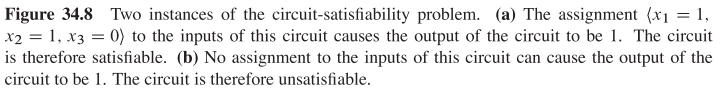 Figure 34.8 Two instances of the circuit-satisfiability problem. (a) The assignment ⟨x₁ = 1,
x₂ = 1, x₃ = 0⟩ to the inputs of this circuit causes the output of the circuit to be 1. The circuit
is therefore satisfiable. (b) No assignment to the inputs of this circuit can cause the output of the
circuit to be 1. The circuit is therefore unsatisfiable.